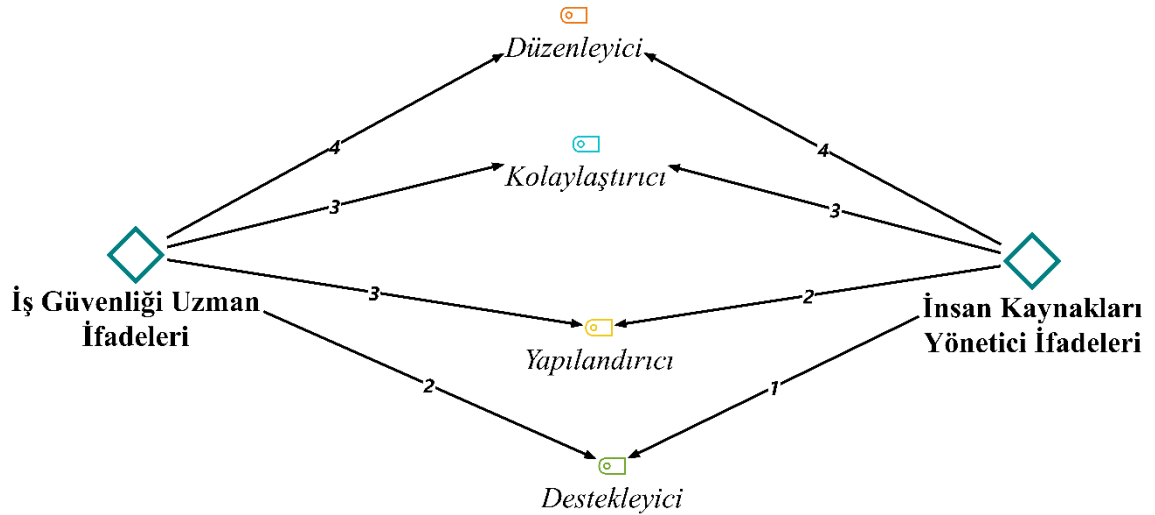 Düzenleyici
4
4
Kolaylaştırıcı
3
3
İş Güvenliği Uzman
İfadeleri
İnsan Kaynakları
Yönetici İfadeleri
3
2
Yapılandırıcı
2
1
Destekleyici